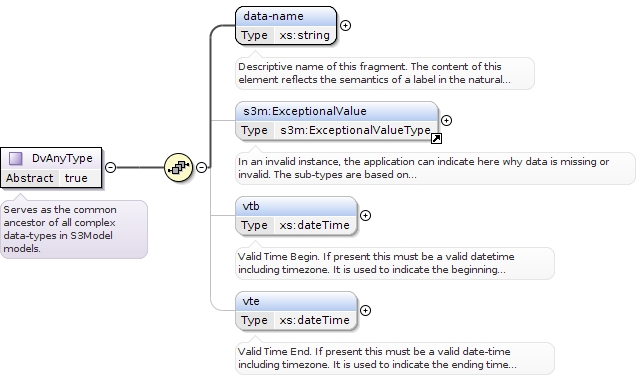 data-name
Type xs:string
Descriptive name of this fragment. The content of this
element reflects the semantics of a label in the natural...
s3m:ExceptionalValue
Type s3m:ExceptionalValueType
In an invalid instance, the application can indicate here why data is missing or
invalid. The sub-types are based on...
DvAnyType
Abstract true
Serves as the common
ancestor of all complex
data-types in S3Model
models.
vtb
Type xs:dateTime
Valid Time Begin. If present this must be a valid datetime
including timezone. It is used to indicate the beginning...
vte
Type xs:dateTime
Valid Time End. If present this must be a valid date-time
including timezone. It is used to indicate the ending time...